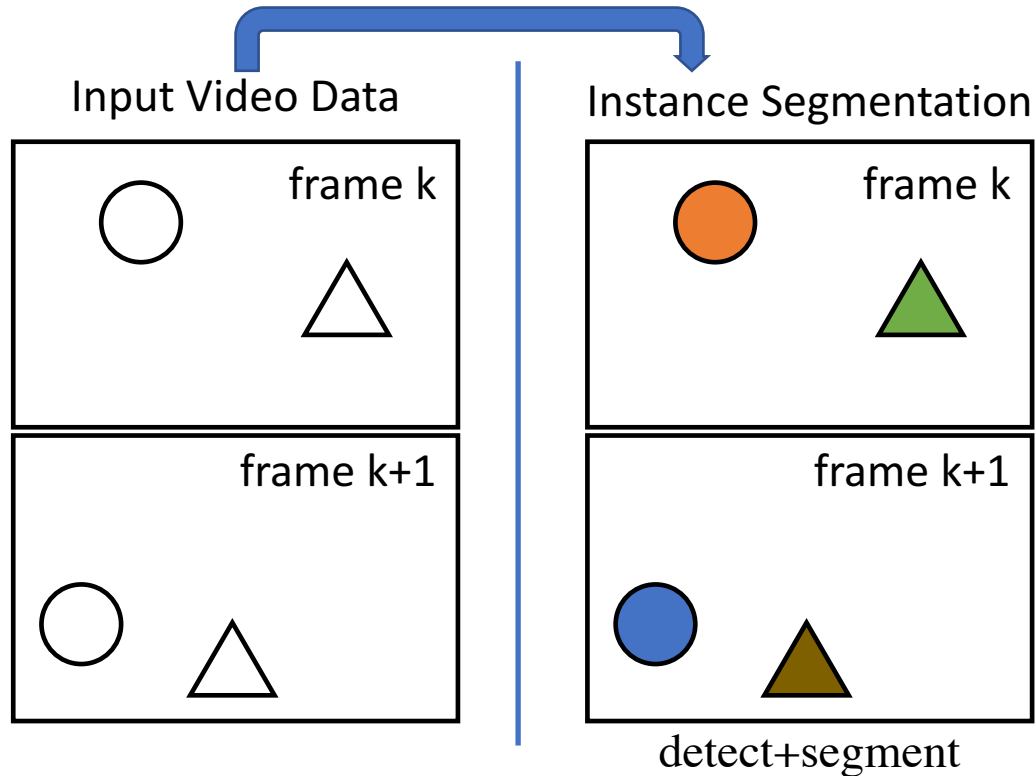 Input Video Data
frame k
frame k+1
Instance Segmentation
frame k
frame k+1
detect+segment